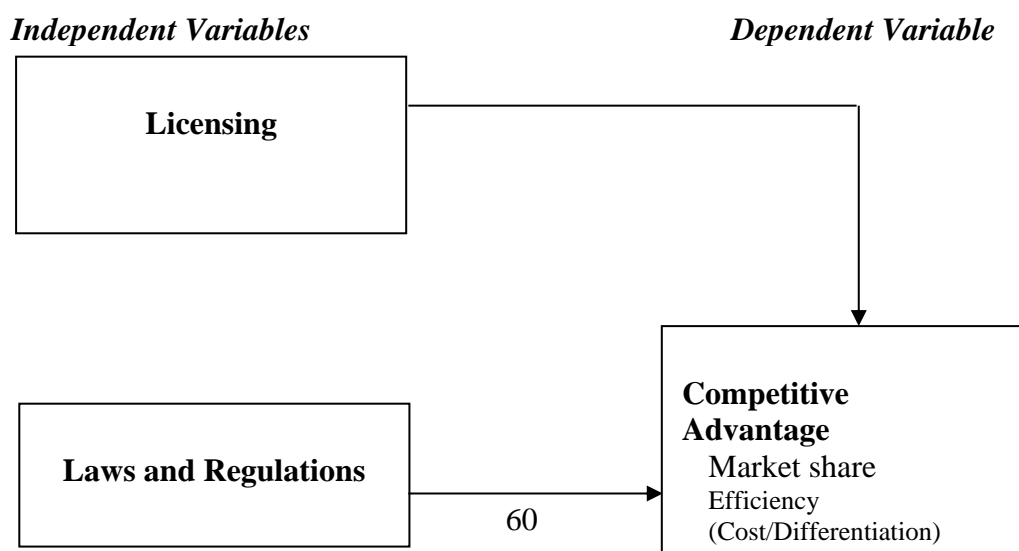 Independent Variables
Dependent Variable
Licensing
Laws and Regulations
60
Competitive
Advantage
Market share
Efficiency
(Cost/Differentiation)